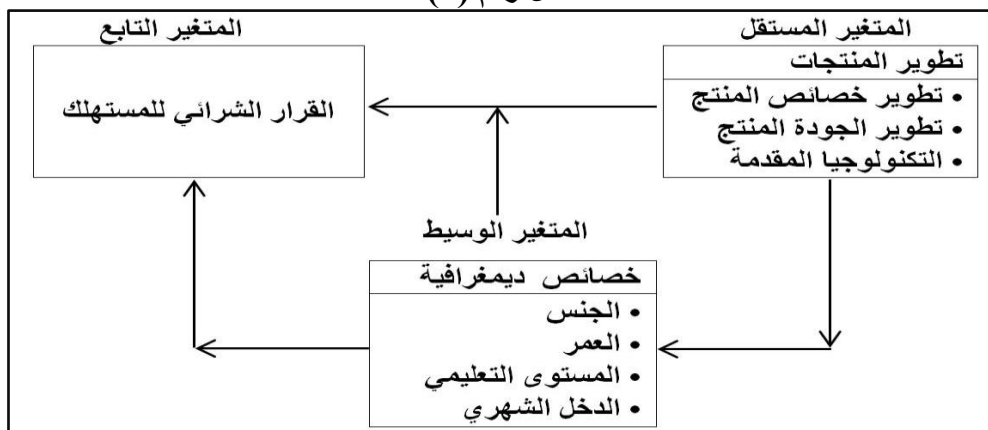 المتغير المستقل
المتغير التابع
تطوير المنتجات
• تطوير خصائص المنتج
• تطوير الجودة المنتج
• التكنولوجيا المقدمة
القرار الشرائي للمستهلك
المتغير الوسيط
خصائص ديمغرافية
• الجنس
• العمر
• المستوى التعليمي
• الدخل الشهري